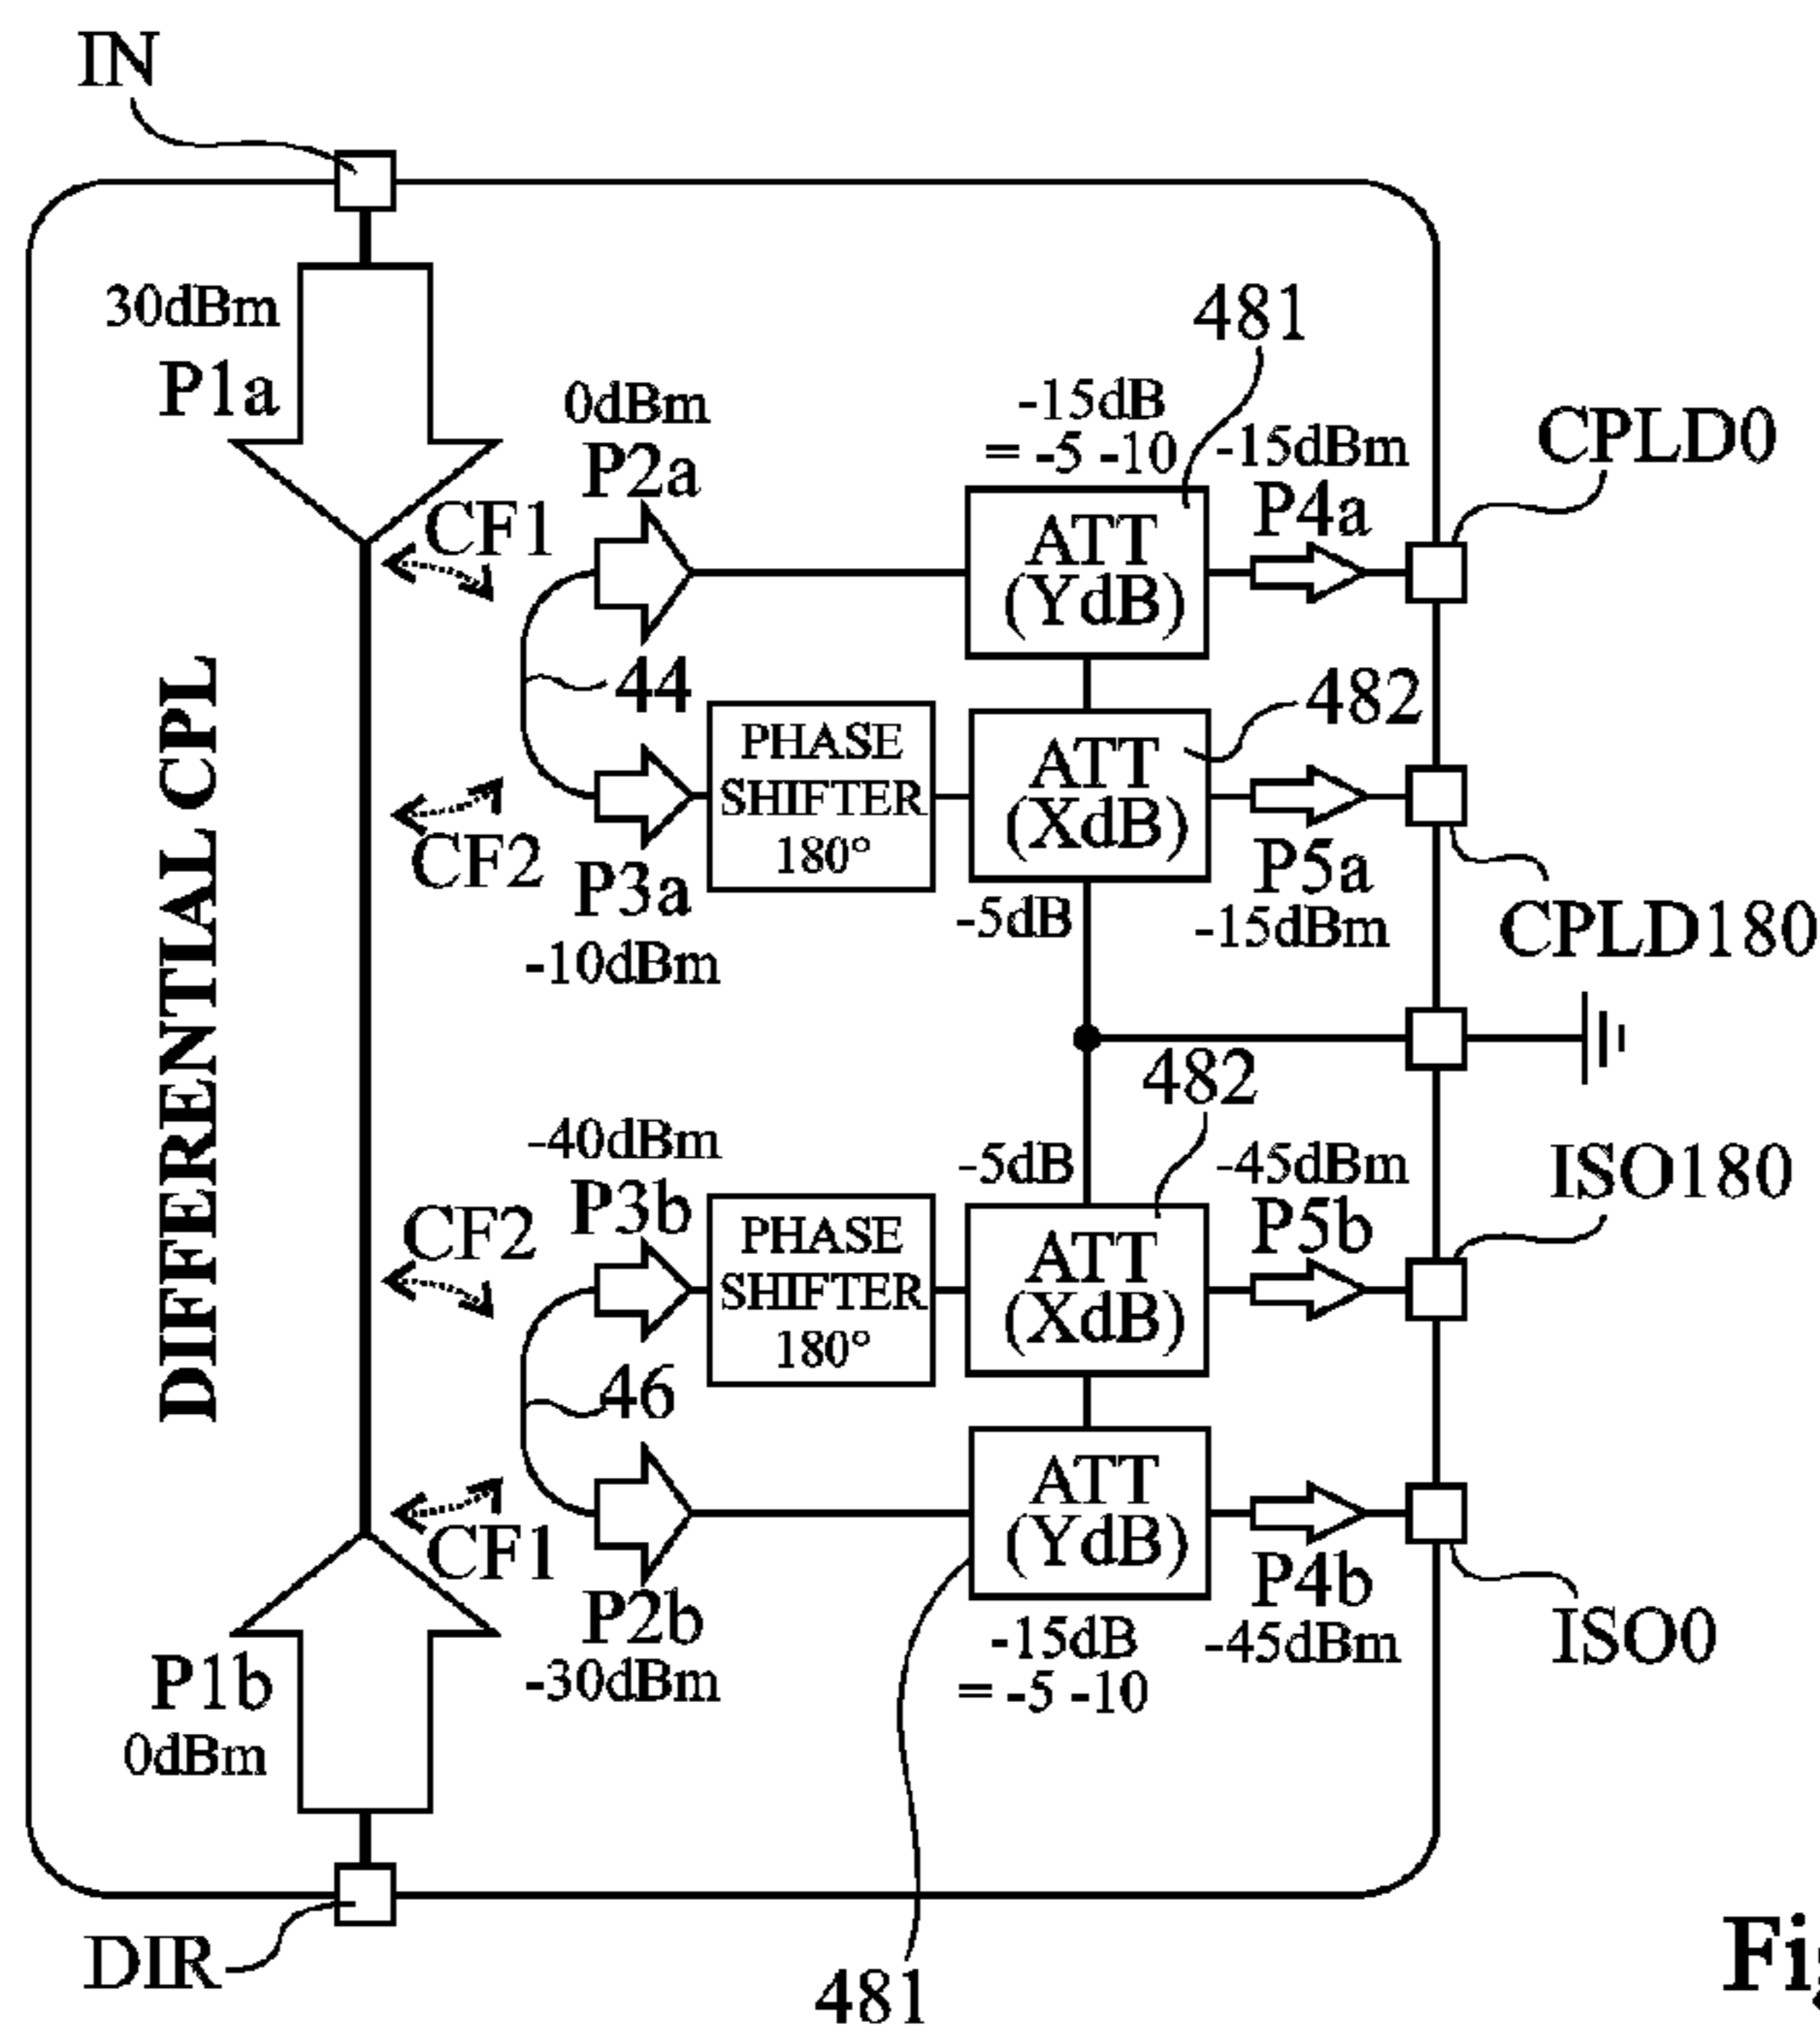 IN
30dBm
P1a
481
0dBm
P2a
-15dB
= -5 -10
-15dBm
P4a
CPLD0
CF1
ATT
(YdB)
44
482
DIFFERENTIAL CPL
PHASE
SHIFTER
180°
ATT
(XdB)
CF2
P3a
-10dBm
-5dB
P5a
-15dBm
CPLD180
482
-40dBm
P3b
-5dB
-45dBm
P5b
ISO180
CF2
PHASE
SHIFTER
180°
ATT
(XdB)
46
ATT
(YdB)
CF1
P2b
-30dBm
-15dB
= -5 -10
P4b
-45dBm
ISO0
P1b
0dBm
DIR
481